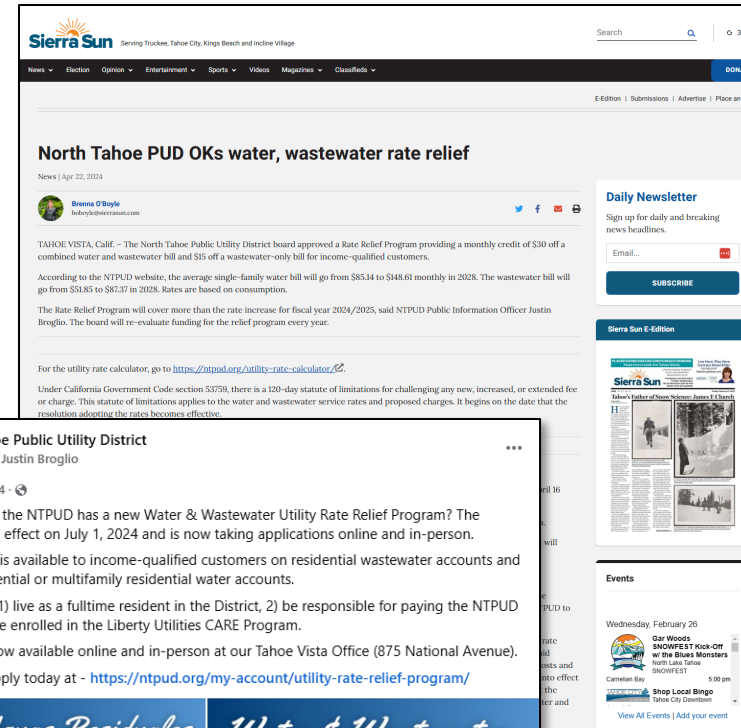 Sierra Sun Serving Truckee, Tahoe City, Kings Beach and Incline Village
Search
News Election Opinion Entertainment Sports Videos Magazines Classifieds
E-Edition | Submissions | Advertise | Place an
North Tahoe PUD OKs water, wastewater rate relief
News | Apr 22, 2024
Brenna O'Boyle
boboyle@sierrasun.com
TAHOE VISTA, Calif. – The North Tahoe Public Utility District board approved a Rate Relief Program providing a monthly credit of $30 off a
combined water and wastewater bill and $15 off a wastewater-only bill for income-qualified customers.
According to the NTPUD website, the average single-family water bill will go from $85.14 to $148.61 monthly in 2028. The wastewater bill will
go from $51.85 to $87.37 in 2028. Rates are based on consumption.
The Rate Relief Program will cover more than the rate increase for fiscal year 2024/2025, said NTPUD Public Information Officer Justin
Broglio. The board will re-evaluate funding for the relief program every year.
For the utility rate calculator, go to https://ntpud.org/utility-rate-calculator/.
Under California Government Code section 53759, there is a 120-day statute of limitations for challenging any new, increased, or extended fee
or charge. This statute of limitations applies to the water and wastewater service rates and proposed charges. It begins on the date that the
resolution adopting the rates becomes effective.
Public Utility District
Justin Broglio
the NTPUD has a new Water & Wastewater Utility Rate Relief Program? The
effect on July 1, 2024 and is now taking applications online and in-person.
is available to income-qualified customers on residential wastewater accounts and
ential or multifamily residential water accounts.
1) live as a fulltime resident in the District, 2) be responsible for paying the NTPUD
e enrolled in the Liberty Utilities CARE Program.
ow available online and in-person at our Tahoe Vista Office (875 National Avenue).
ply today at - https://ntpud.org/my-account/utility-rate-relief-program/
ril 16
will
PUD to
rate
osts and
nto effect
the
ter and
Daily Newsletter
Sign up for daily and breaking
news headlines.
Email...
SUBSCRIBE
Sierra Sun E-Edition
Sierra Sun
Tahoe's Father of Snow Science: James E Church
Events
Wednesday, February 26
Gar Woods
SNOWFEST Kick-Off
w/ the Blues Monsters
North Lake Tahoe
SNOWFEST
Carnelian Bay 5:00 pm
Shop Local Bingo
Tahoe City Downtown
View All Events | Add your event